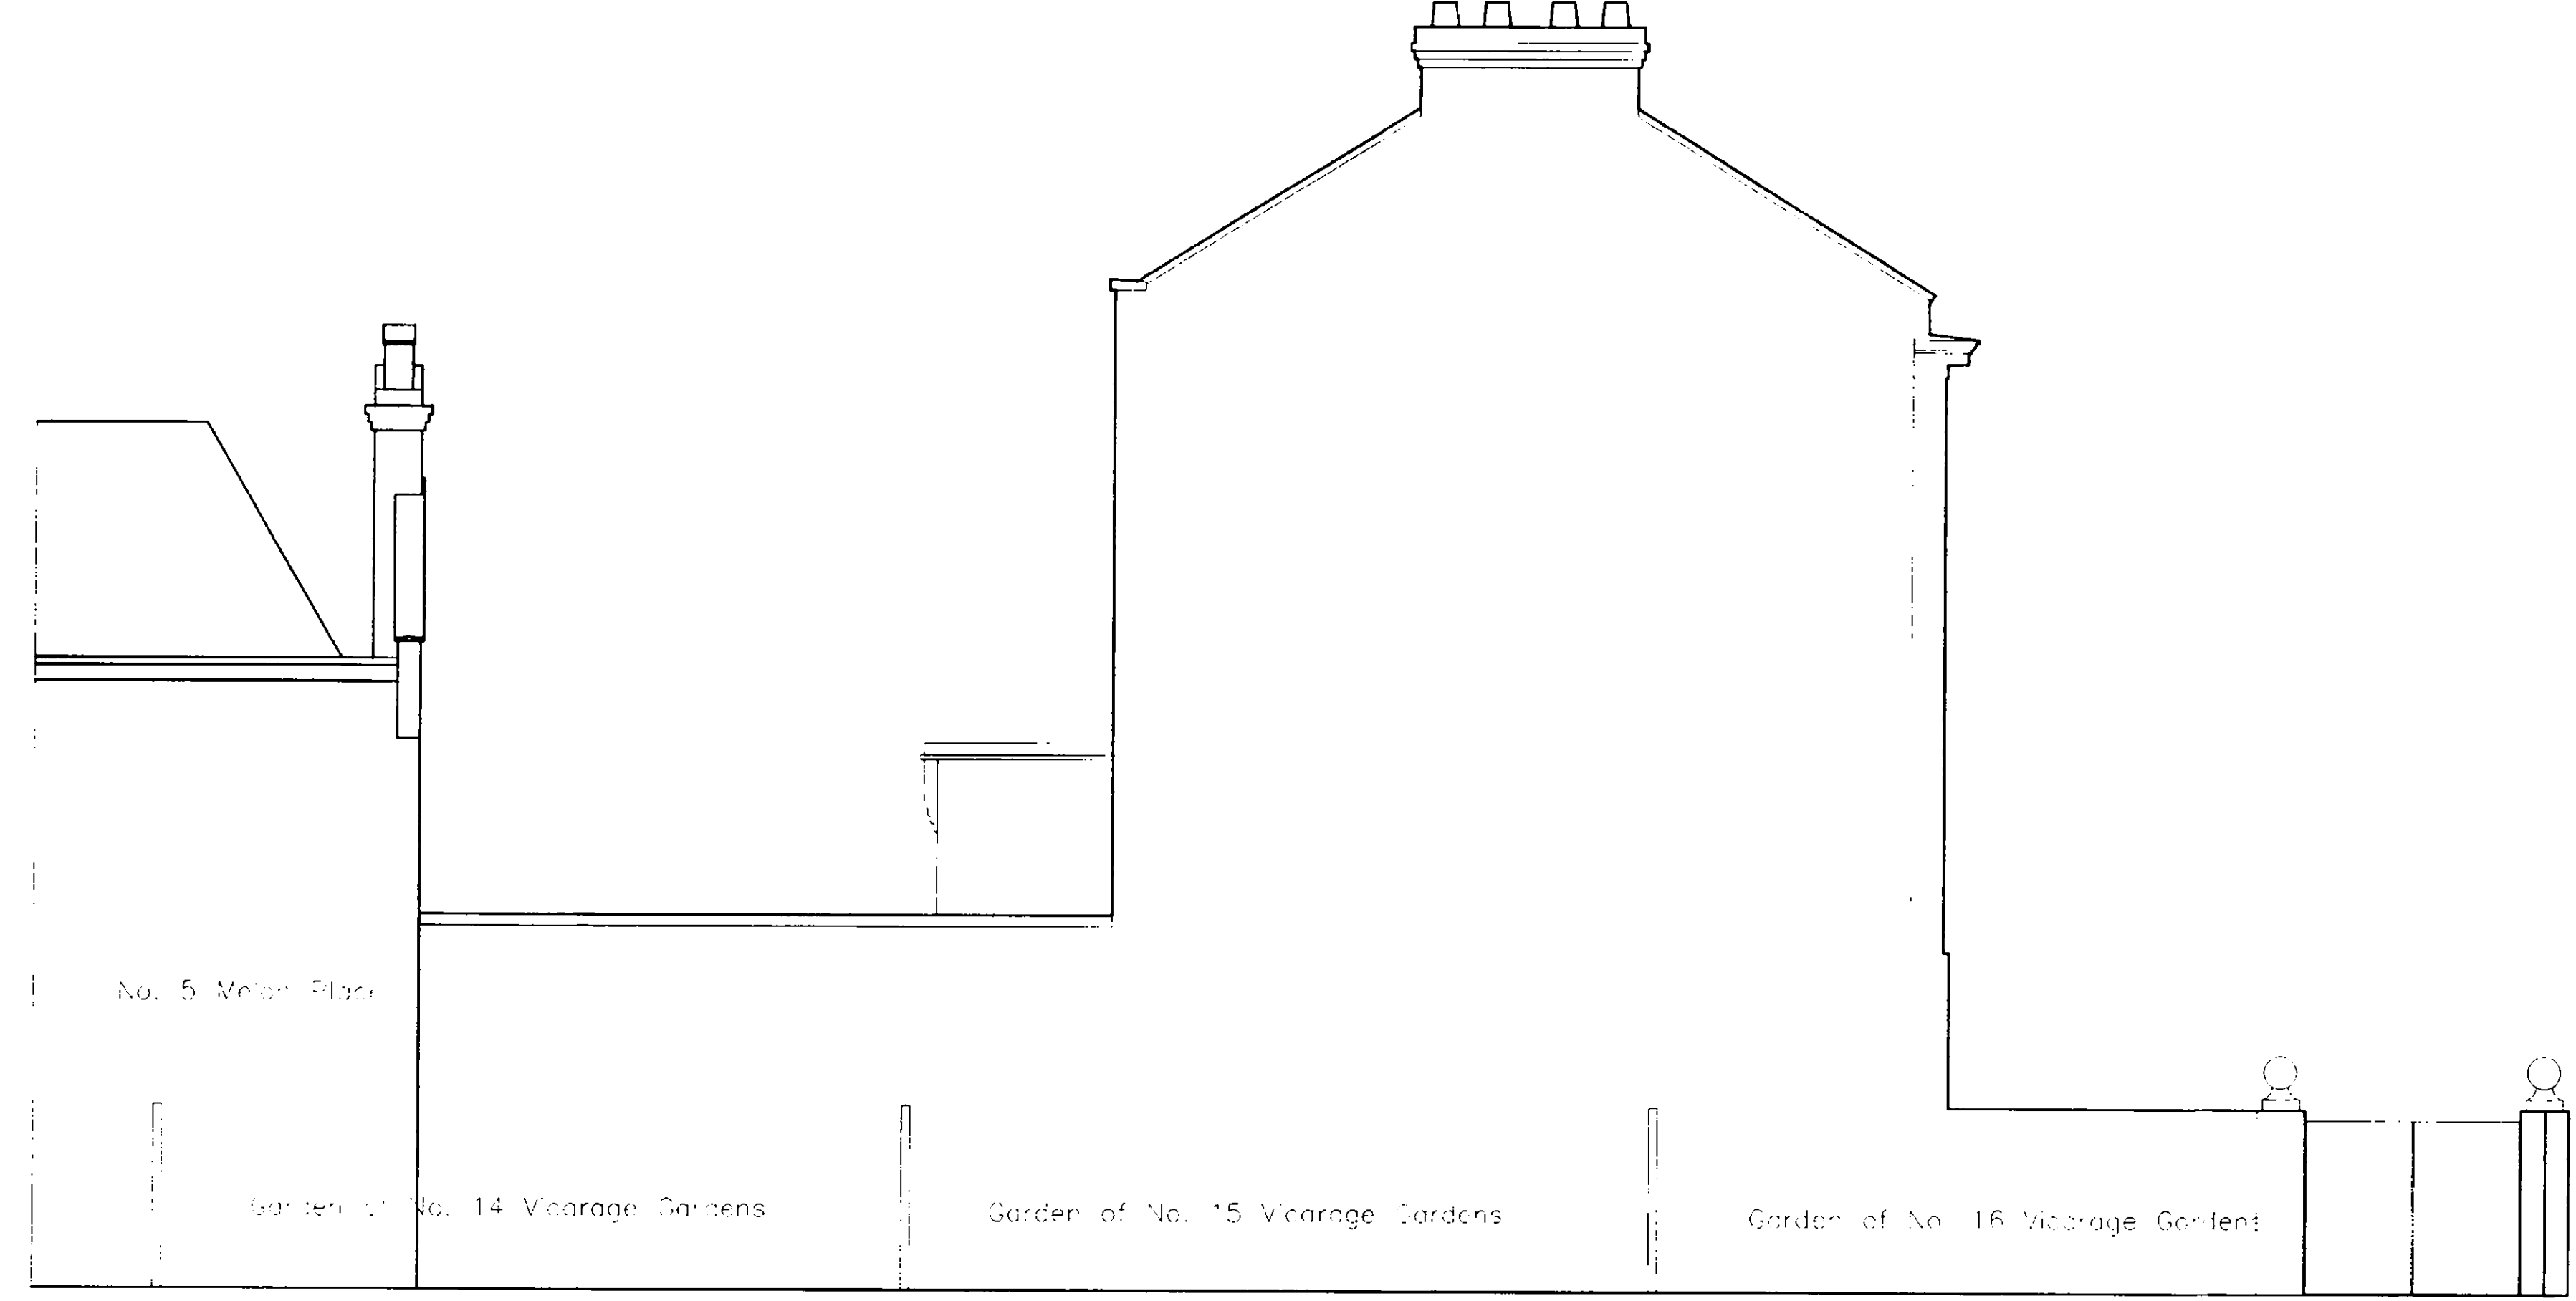 No. 5 Melon Place
Garden of No. 14 Vicarage Gardens
Garden of No. 15 Vicarage Gardens
Garden of No. 16 Vicarage Gardens